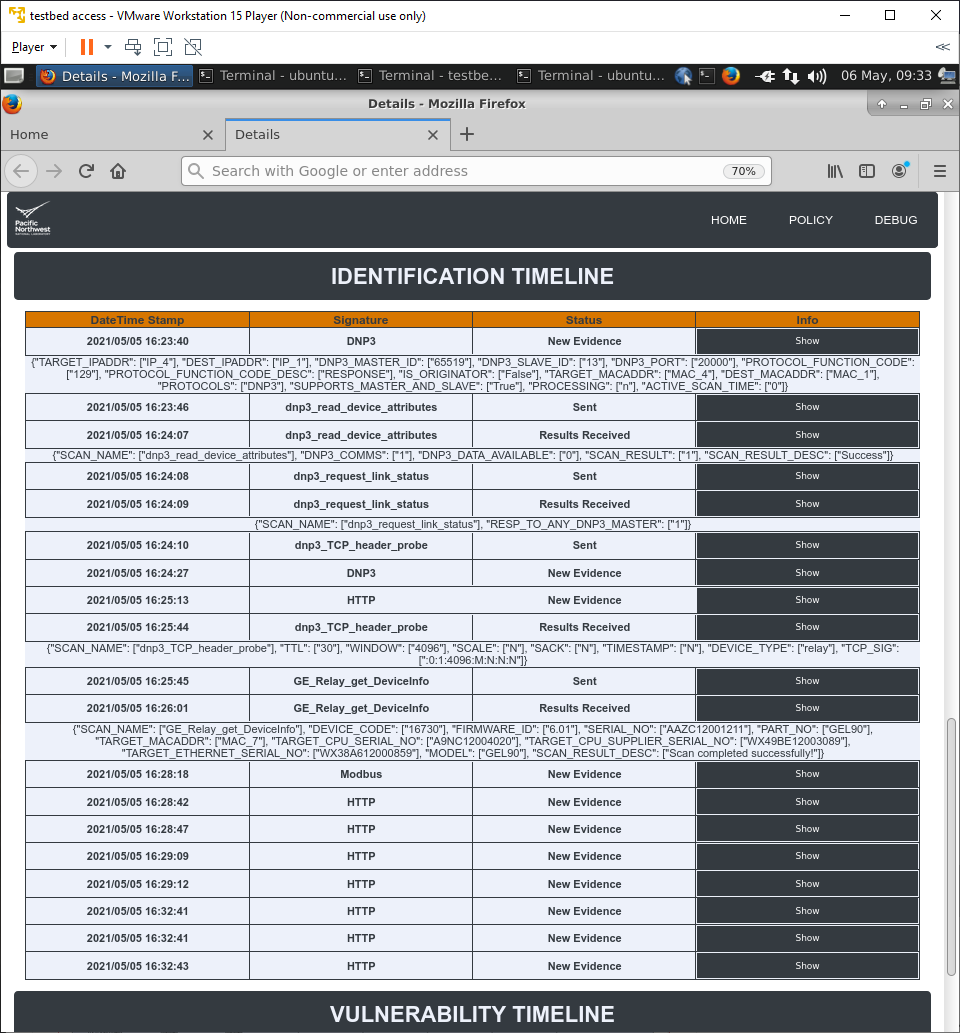 testbed access - VMware Workstation 15 Player (Non-commercial use only)
Player
Details - Mozilla F...
Terminal - ubuntu...
Terminal - testbe...
Terminal - ubuntu...
06 May, 09:33
Details - Mozilla Firefox
Home
Details
Search with Google or enter address
70%
Pacific
Northwest
NATIONAL LABORATORY
HOME POLICY DEBUG
IDENTIFICATION TIMELINE
DateTime Stamp Signature Status Info
2021/05/05 16:23:40 DNP3 New Evidence Show
{"TARGET_IPADDR": ["IP_4"], "DEST_IPADDR": ["IP_1"], "DNP3_MASTER_ID": ["65519"], "DNP3_SLAVE_ID": ["13"], "DNP3_PORT": ["20000"], "PROTOCOL_FUNCTION_CODE":
["129"], "PROTOCOL_FUNCTION_CODE_DESC": ["RESPONSE"], "IS_ORIGINATOR": ["False"], "TARGET_MACADDR": ["MAC_4"], "DEST_MACADDR": ["MAC_1"],
"PROTOCOLS": ["DNP3"], "SUPPORTS_MASTER_AND_SLAVE": ["True"], "PROCESSING": ["n"], "ACTIVE_SCAN_TIME": ["0"]}
2021/05/05 16:23:46 dnp3_read_device_attributes Sent Show
2021/05/05 16:24:07 dnp3_read_device_attributes Results Received Show
{"SCAN_NAME": ["dnp3_read_device_attributes"], "DNP3_COMMS": ["1"], "DNP3_DATA_AVAILABLE": ["0"], "SCAN_RESULT": ["1"], "SCAN_RESULT_DESC": ["Success"]}
2021/05/05 16:24:08 dnp3_request_link_status Sent Show
2021/05/05 16:24:09 dnp3_request_link_status Results Received Show
{"SCAN_NAME": ["dnp3_request_link_status"], "RESP_TO_ANY_DNP3_MASTER": ["1"]}
2021/05/05 16:24:10 dnp3_TCP_header_probe Sent Show
2021/05/05 16:24:27 DNP3 New Evidence Show
2021/05/05 16:25:13 HTTP New Evidence Show
2021/05/05 16:25:44 dnp3_TCP_header_probe Results Received Show
{"SCAN_NAME": ["dnp3_TCP_header_probe"], "TTL": ["30"], "WINDOW": ["4096"], "SCALE": ["N"], "SACK": ["N"], "TIMESTAMP": ["N"], "DEVICE_TYPE": ["relay"], "TCP_SIG":
[":0:1:4096:M:N:N:N"]}
2021/05/05 16:25:45 GE_Relay_get_DeviceInfo Sent Show
2021/05/05 16:26:01 GE_Relay_get_DeviceInfo Results Received Show
{"SCAN_NAME": ["GE_Relay_get_DeviceInfo"], "DEVICE_CODE": ["16730"], "FIRMWARE_ID": ["6.01"], "SERIAL_NO": ["AAZC12001211"], "PART_NO": ["GEL90"],
"TARGET_MACADDR": ["MAC_7"], "TARGET_CPU_SERIAL_NO": ["A9NC12004020"], "TARGET_CPU_SUPPLIER_SERIAL_NO": ["WX49BE12003089"],
"TARGET_ETHERNET_SERIAL_NO": ["WX38A612000859"], "MODEL": ["GEL90"], "SCAN_RESULT_DESC": ["Scan completed successfully!"]}
2021/05/05 16:28:18 Modbus New Evidence Show
2021/05/05 16:28:42 HTTP New Evidence Show
2021/05/05 16:28:47 HTTP New Evidence Show
2021/05/05 16:29:09 HTTP New Evidence Show
2021/05/05 16:29:12 HTTP New Evidence Show
2021/05/05 16:32:41 HTTP New Evidence Show
2021/05/05 16:32:41 HTTP New Evidence Show
2021/05/05 16:32:43 HTTP New Evidence Show
VULNERABILITY TIMELINE